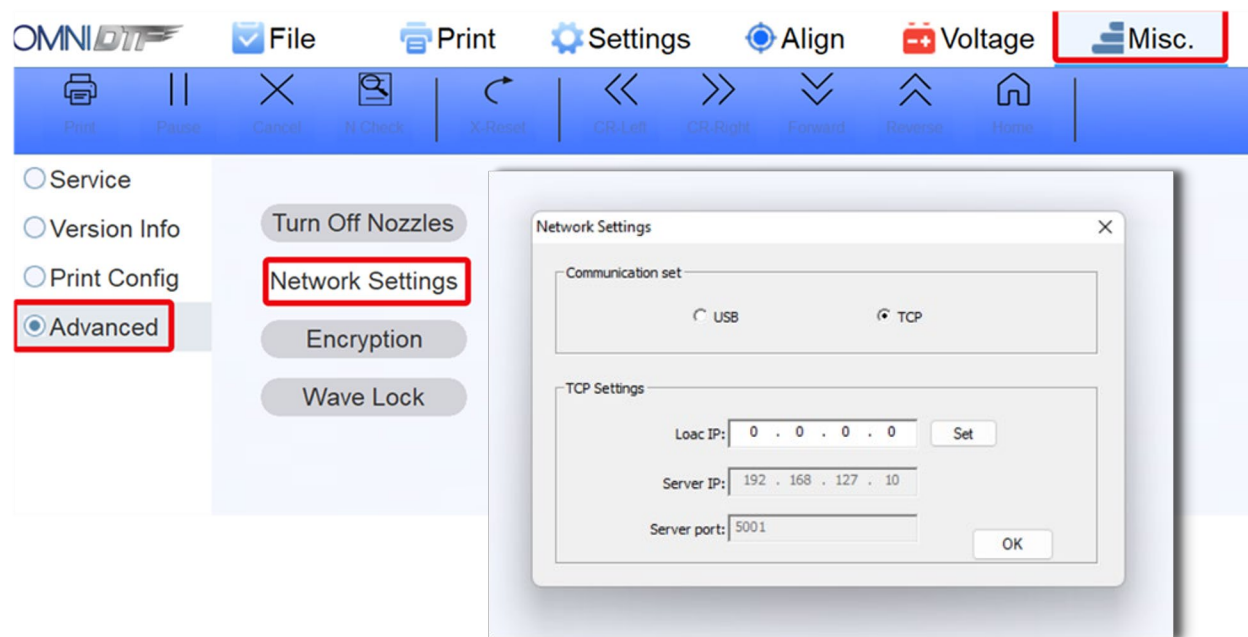 OMNI DTF File Print Settings Align Voltage Misc.
Print Pause Cancel N-Check X-Reset CR-Left CR-Right Forward Reverse Home
Service
Version Info
Print Config
Advanced
Turn Off Nozzles
Network Settings
Encryption
Wave Lock
Network Settings
Communication set
USB TCP
TCP Settings
Loac IP: 0 . 0 . 0 . 0 Set
Server IP: 192 . 168 . 127 . 10
Server port: 5001
OK